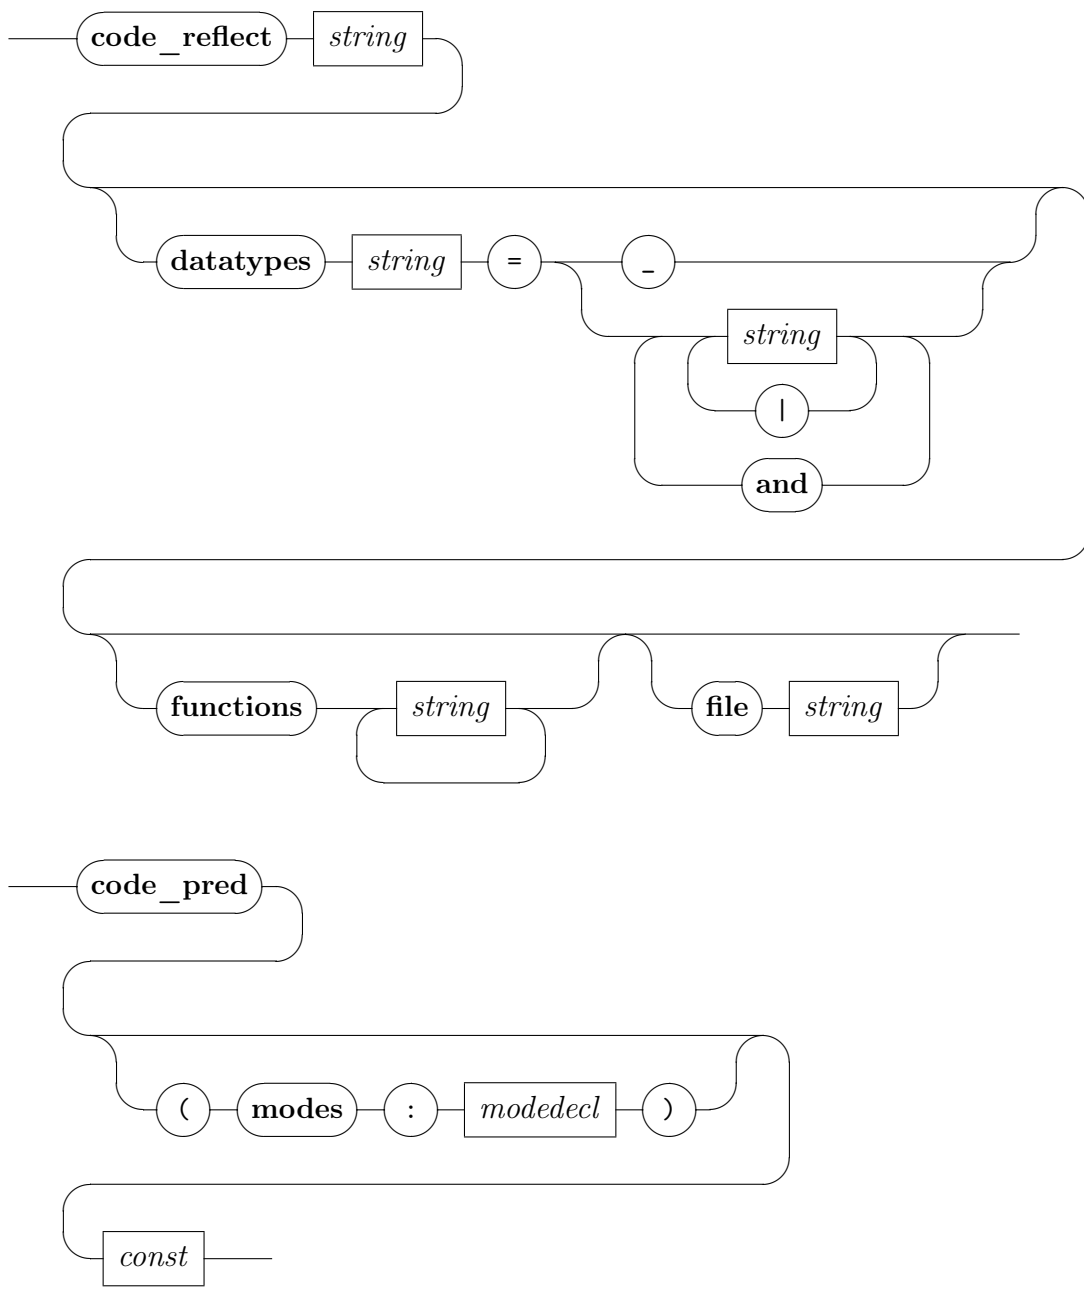 code_reflect string
datatypes string = _
string
|
and
functions string file string
code_pred
( modes : modedecl )
const